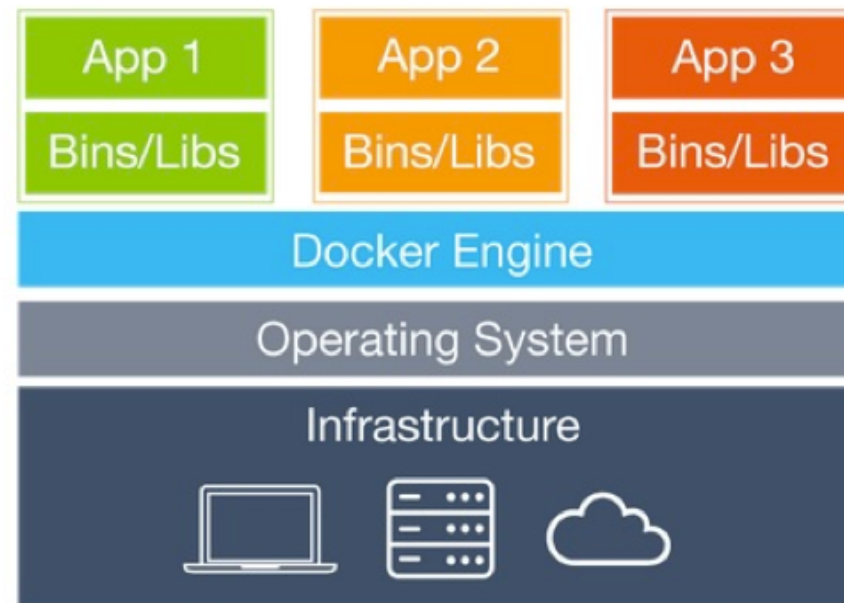 App 1
App 2
App 3
Bins/Libs
Bins/Libs
Bins/Libs
Docker Engine
Operating System
Infrastructure